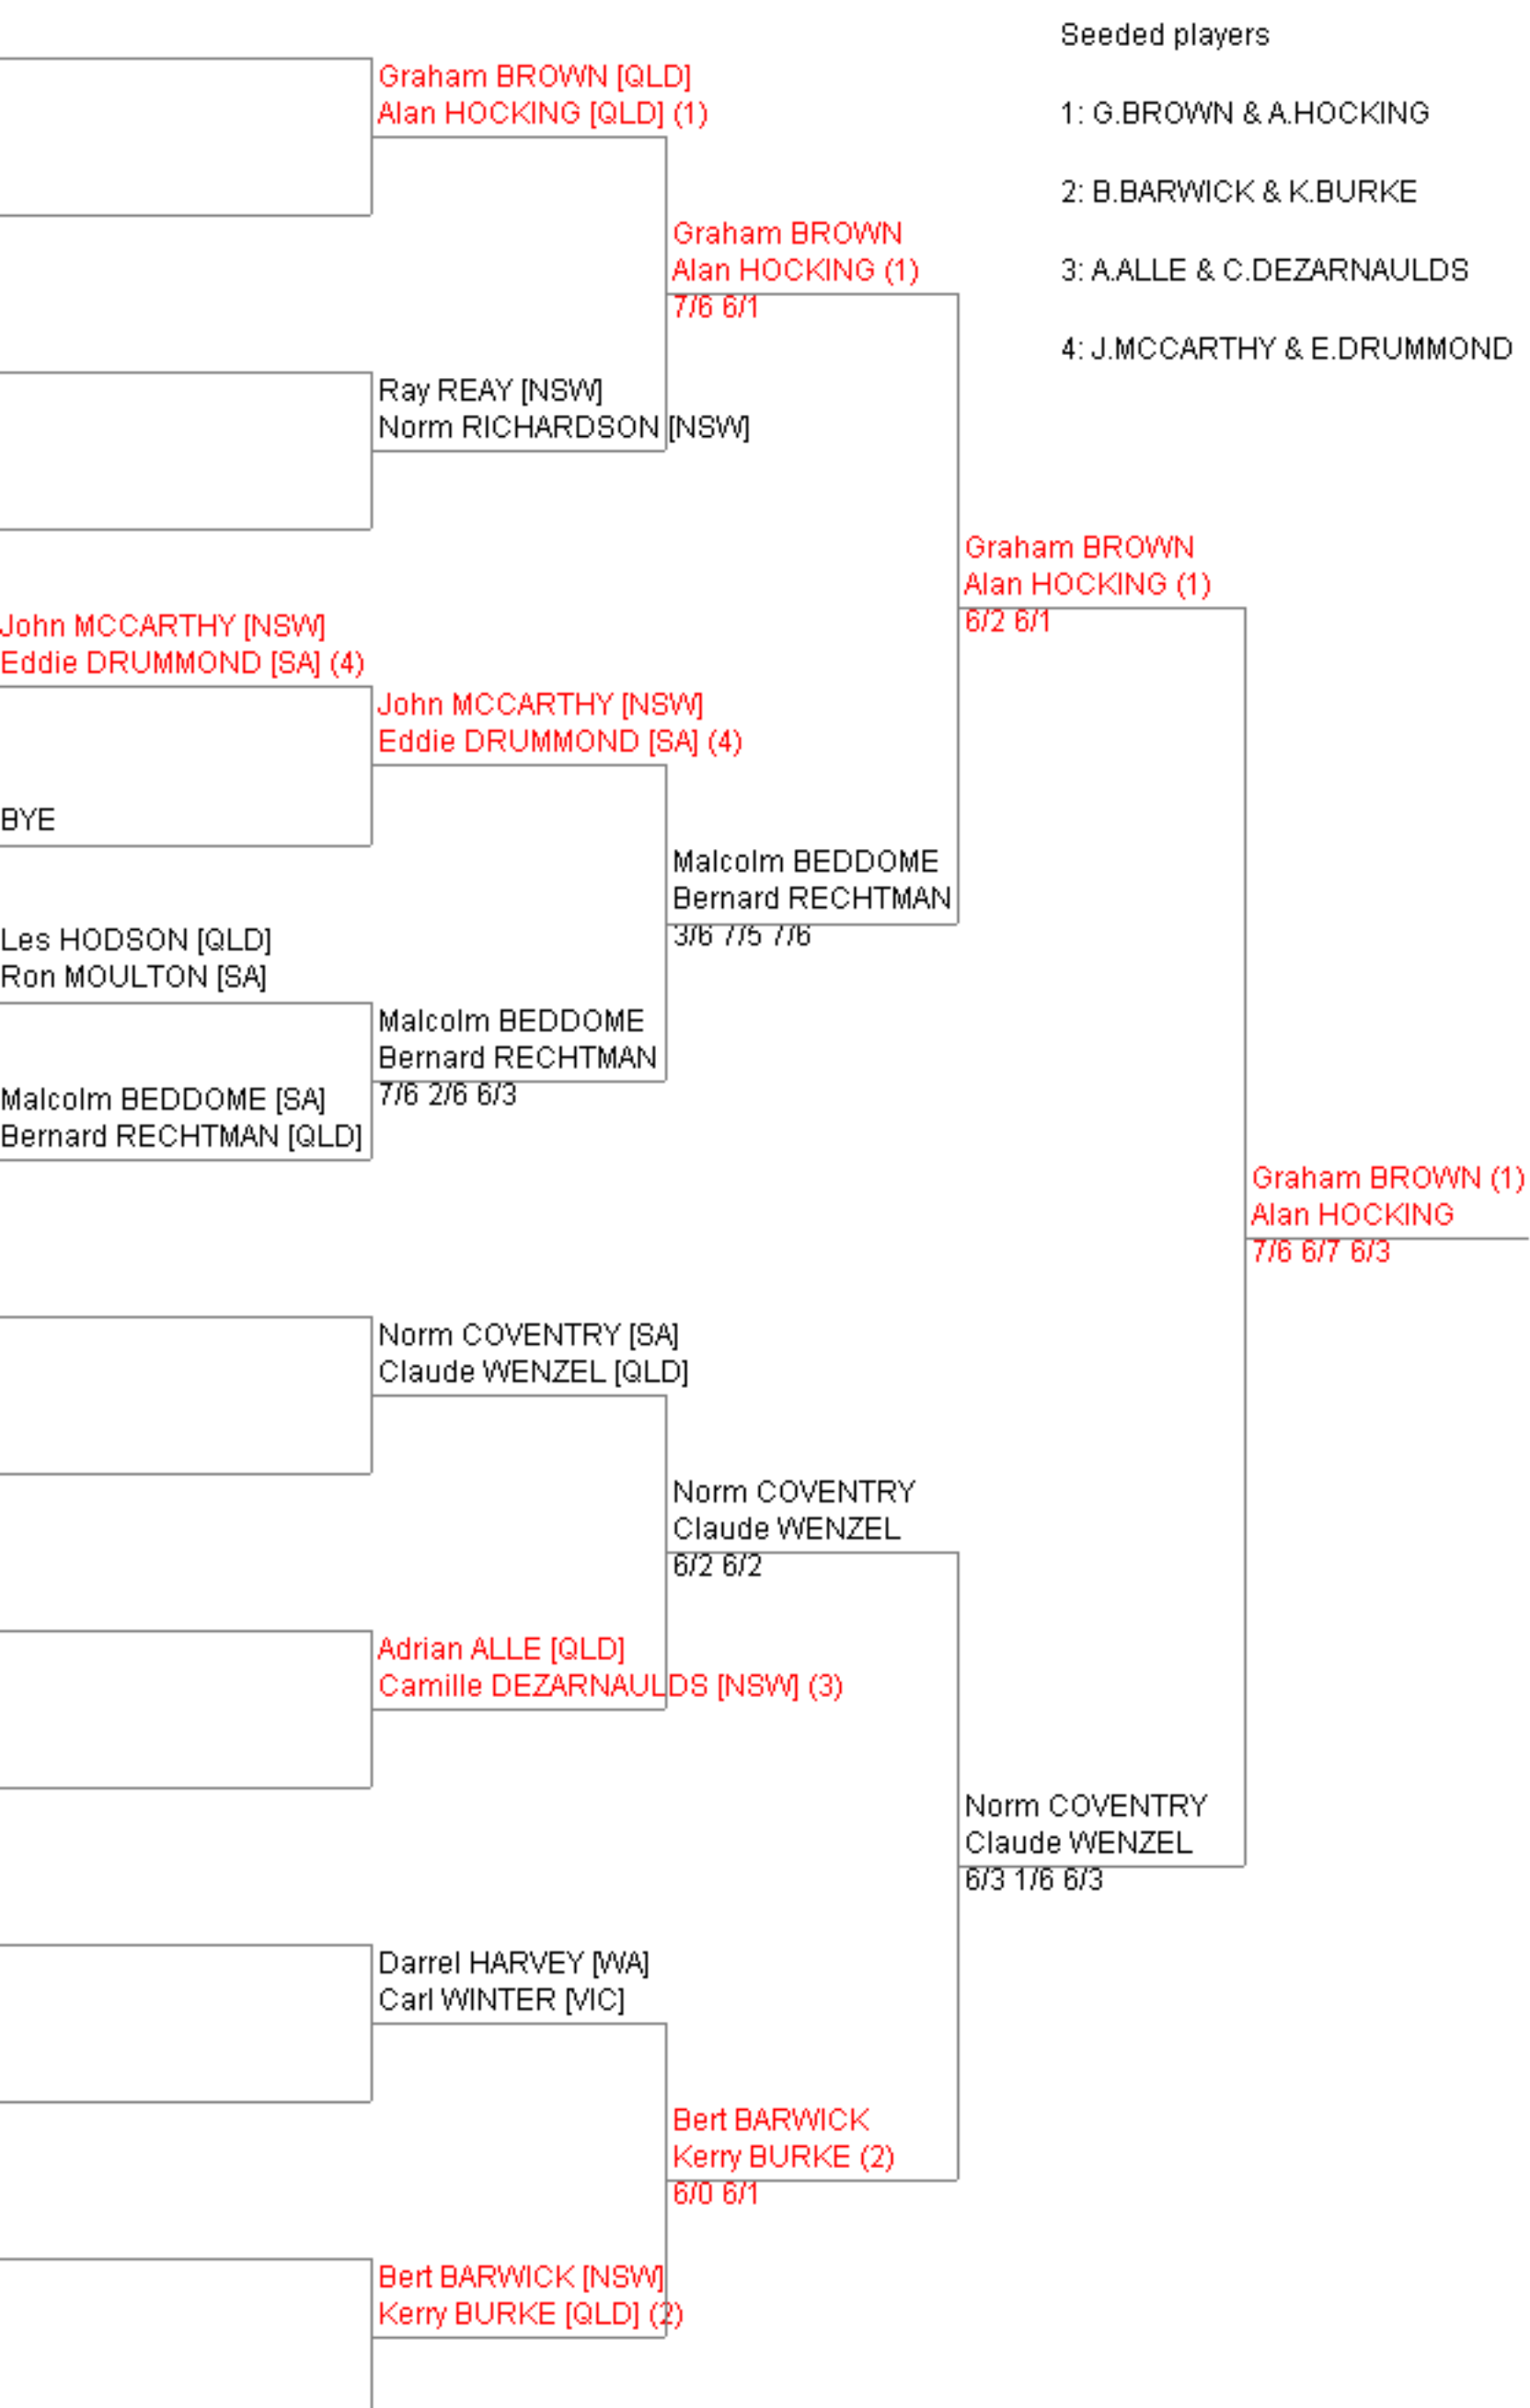 Seeded players
1: G.BROWN & A.HOCKING
2: B.BARWICK & K.BURKE
3: A.ALLE & C.DEZARNAULDS
4: J.MCCARTHY & E.DRUMMOND
John MCCARTHY [NSW]
Eddie DRUMMOND [SA] (4)
BYE
Les HODSON [QLD]
Ron MOULTON [SA]
Malcolm BEDDOME [SA]
Bernard RECHTMAN [QLD]
Graham BROWN [QLD]
Alan HOCKING [QLD] (1)
Ray REAY [NSW]
Norm RICHARDSON [NSW]
John MCCARTHY [NSW]
Eddie DRUMMOND [SA] (4)
Malcolm BEDDOME
Bernard RECHTMAN
7/6 2/6 6/3
Norm COVENTRY [SA]
Claude WENZEL [QLD]
Adrian ALLE [QLD]
Camille DEZARNAULDS [NSW] (3)
Darrel HARVEY [WA]
Carl WINTER [VIC]
Bert BARWICK [NSW]
Kerry BURKE [QLD] (2)
Graham BROWN
Alan HOCKING (1)
7/6 6/1
Malcolm BEDDOME
Bernard RECHTMAN
3/6 7/5 7/6
Norm COVENTRY
Claude WENZEL
6/2 6/2
Bert BARWICK
Kerry BURKE (2)
6/0 6/1
Graham BROWN
Alan HOCKING (1)
6/2 6/1
Norm COVENTRY
Claude WENZEL
6/3 1/6 6/3
Graham BROWN (1)
Alan HOCKING
7/6 6/7 6/3